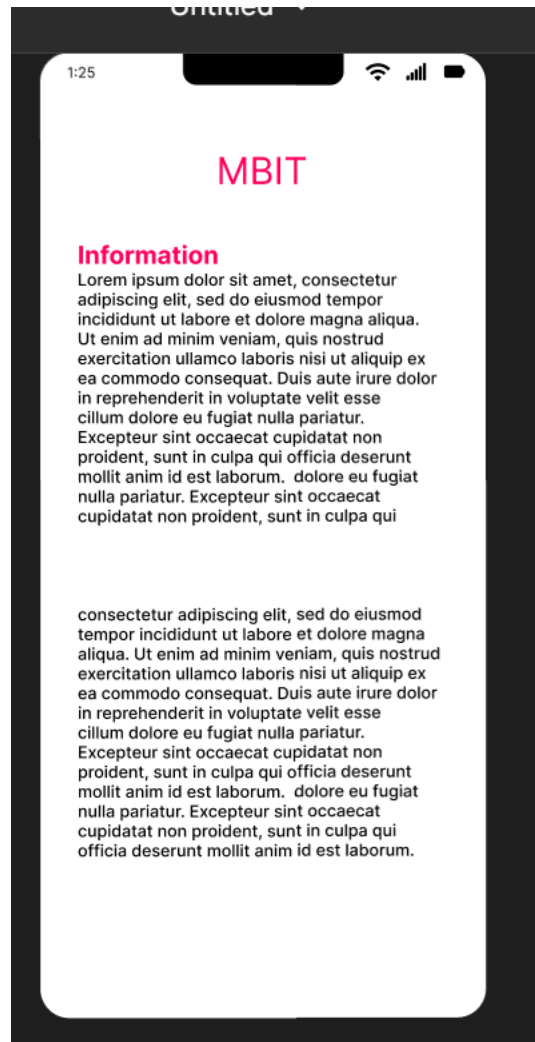 Untitled
1:25
MBIT
Information
Lorem ipsum dolor sit amet, consectetur
adipiscing elit, sed do eiusmod tempor
incididunt ut labore et dolore magna aliqua.
Ut enim ad minim veniam, quis nostrud
exercitation ullamco laboris nisi ut aliquip ex
ea commodo consequat. Duis aute irure dolor
in reprehenderit in voluptate velit esse
cillum dolore eu fugiat nulla pariatur.
Excepteur sint occaecat cupidatat non
proident, sunt in culpa qui officia deserunt
mollit anim id est laborum.  dolore eu fugiat
nulla pariatur. Excepteur sint occaecat
cupidatat non proident, sunt in culpa qui
consectetur adipiscing elit, sed do eiusmod
tempor incididunt ut labore et dolore magna
aliqua. Ut enim ad minim veniam, quis nostrud
exercitation ullamco laboris nisi ut aliquip ex
ea commodo consequat. Duis aute irure dolor
in reprehenderit in voluptate velit esse
cillum dolore eu fugiat nulla pariatur.
Excepteur sint occaecat cupidatat non
proident, sunt in culpa qui officia deserunt
mollit anim id est laborum.  dolore eu fugiat
nulla pariatur. Excepteur sint occaecat
cupidatat non proident, sunt in culpa qui
officia deserunt mollit anim id est laborum.